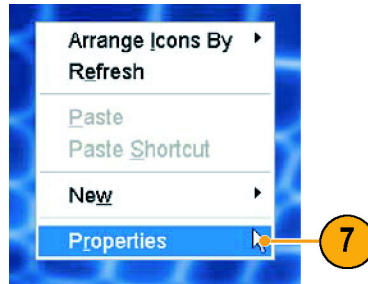 Arrange Icons By
Refresh
Paste
Paste Shortcut
New
Properties
7